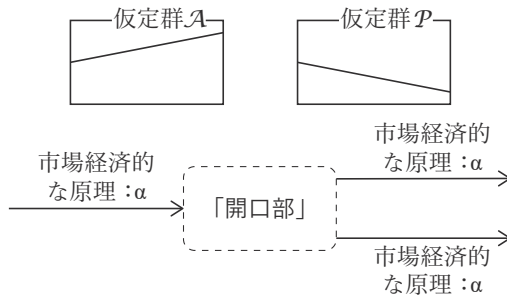 仮定群𝒜
仮定群𝒫
市場経済的
な原理：α
市場経済的
な原理：α
「開口部」
市場経済的
な原理：α